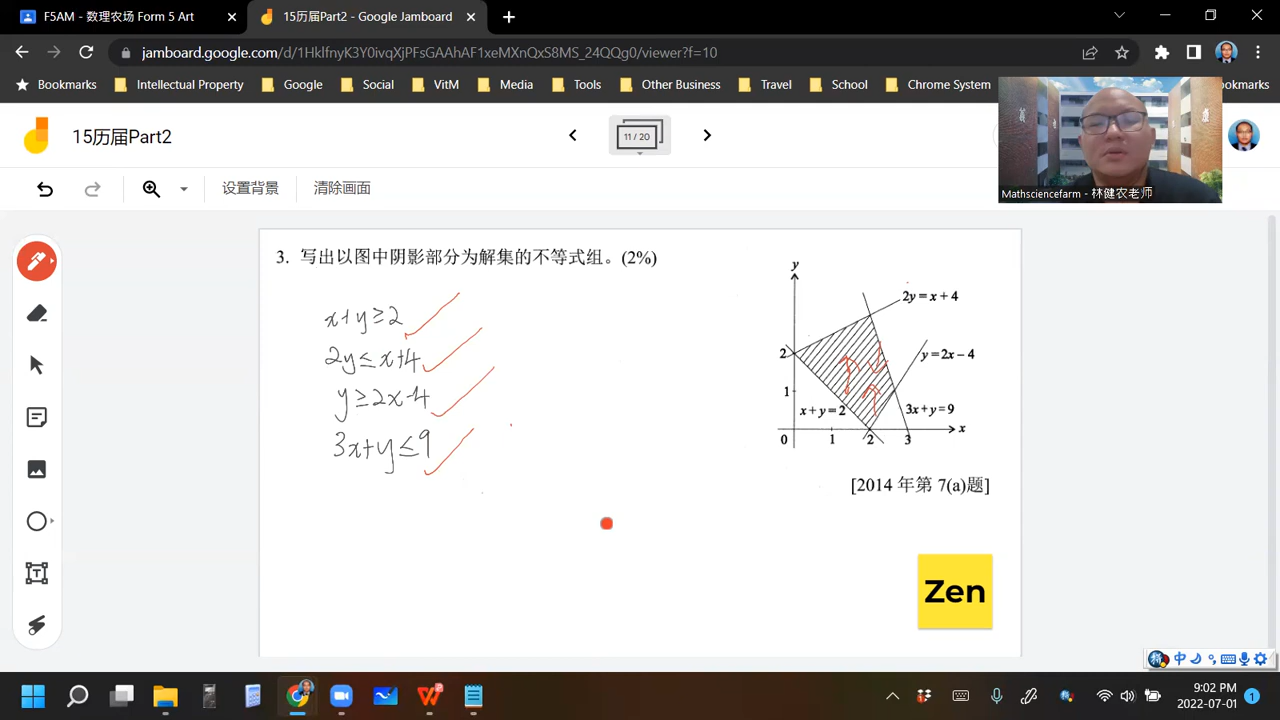 F5AM - 数理农场 Form 5 Art
15历届Part2 - Google Jamboard
jamboard.google.com/d/1HklfnyK3Y0ivqXjPFsGAAhAF1xeMXnQxS8MS_24QQg0/viewer?f=10
Bookmarks Intellectual Property Google Social VitM Media Tools Other Business Travel School Chrome System
ookmarks
15历届Part2
11 / 20
设置背景 清除画面
Mathsciencefarm - 林健农老师
3. 写出以图中阴影部分为解集的不等式组。(2%)
x+y≥2
2y≤x+4
y≥2x-4
3x+y≤9
y
2y = x + 4
2
y = 2x – 4
1
x + y = 2
3x + y = 9
x
0 1 2 3
[2014 年第 7(a)题]
Zen
中
9:02 PM
2022-07-01
1